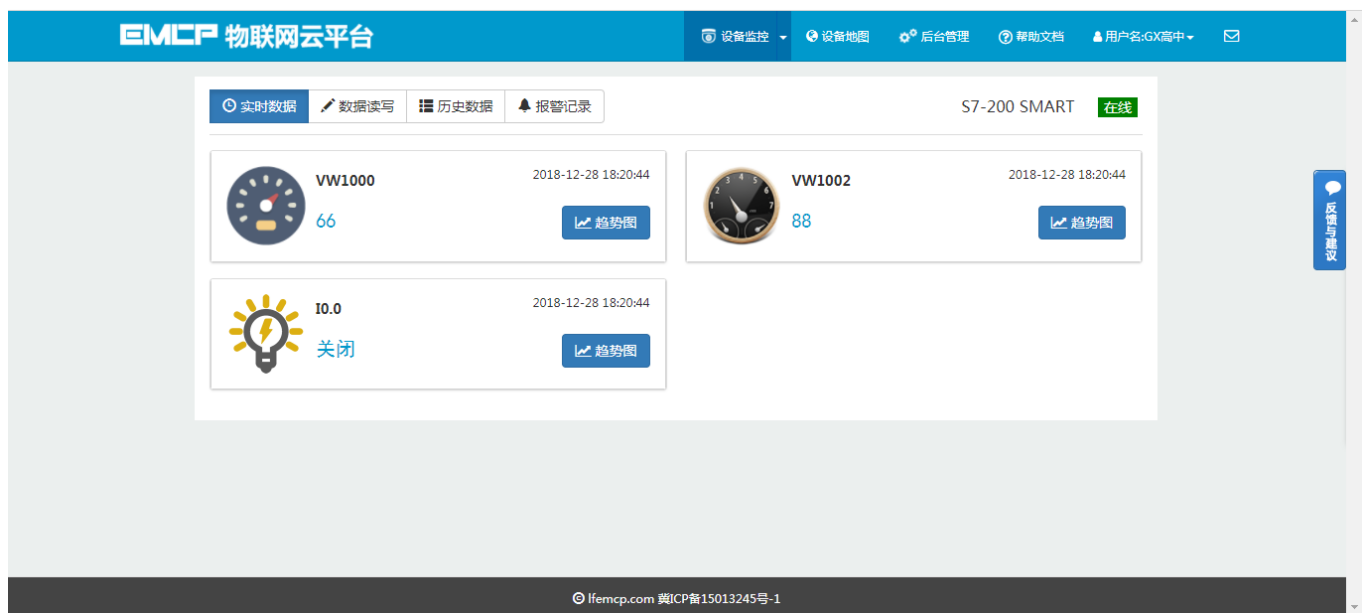 EMCP 物联网云平台 设备监控 设备地图 后台管理 帮助文档 用户名:GX高中
实时数据 数据读写 历史数据 报警记录 S7-200 SMART 在线
VW1000 2018-12-28 18:20:44
66 趋势图
VW1002 2018-12-28 18:20:44
88 趋势图
I0.0 2018-12-28 18:20:44
关闭 趋势图
反馈与建议
© lfemcp.com 冀ICP备15013245号-1